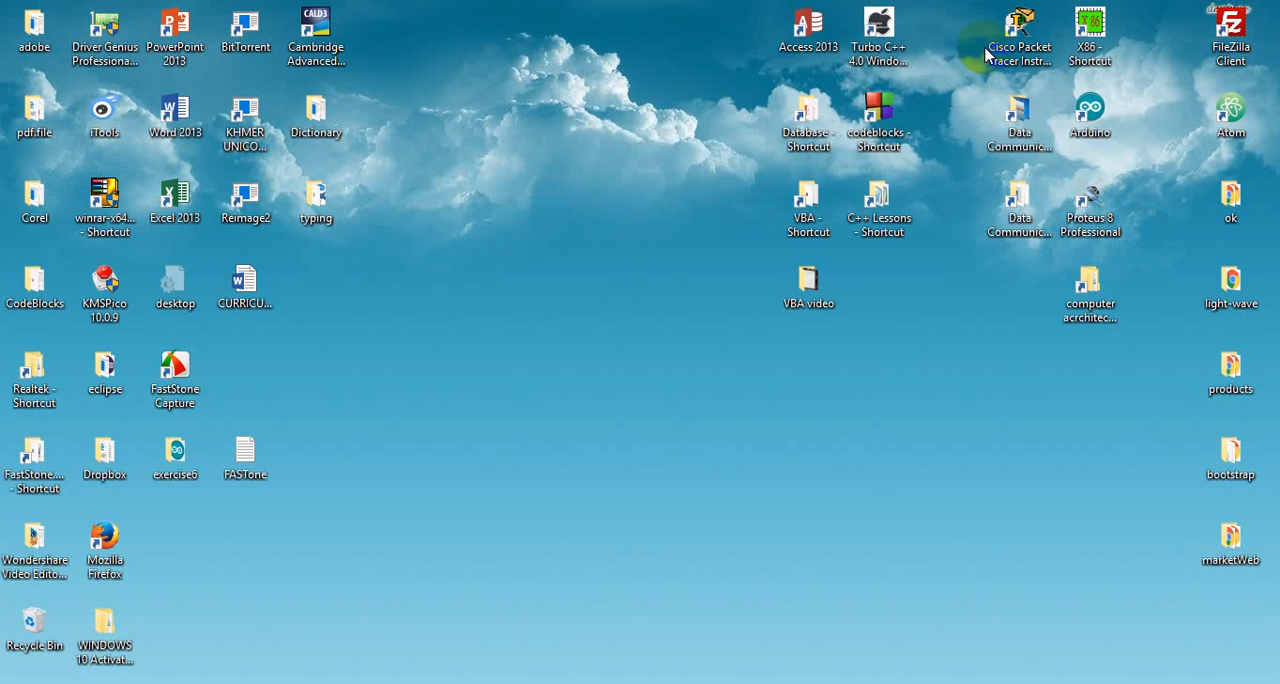 adobe
Driver Genius
Professiona...
PowerPoint
2013
BitTorrent
CALD3
Cambridge
Advanced...
Access 2013
Turbo C++
4.0 Windo...
Cisco Packet
Tracer Instr...
X86
X86 -
Shortcut
FileZilla
Client
pdf.file
iTools
Word 2013
KHMER
UNICO...
Dictionary
Database -
Shortcut
codeblocks -
Shortcut
Data
Communic...
Arduino
Atom
Corel
winrar-x64...
- Shortcut
Excel 2013
Reimage2
typing
VBA -
Shortcut
C++ Lessons
- Shortcut
Data
Communic...
Proteus 8
Professional
ok
CodeBlocks
KMSPico
10.0.9
desktop
CURRICU...
VBA video
computer
acrchitec...
light-wave
Realtek -
Shortcut
eclipse
FastStone
Capture
products
FastStone....
- Shortcut
Dropbox
exercise6
FASTone
bootstrap
Wondershare
Video Edito...
Mozilla
Firefox
marketWeb
Recycle Bin
WINDOWS
10 Activat...